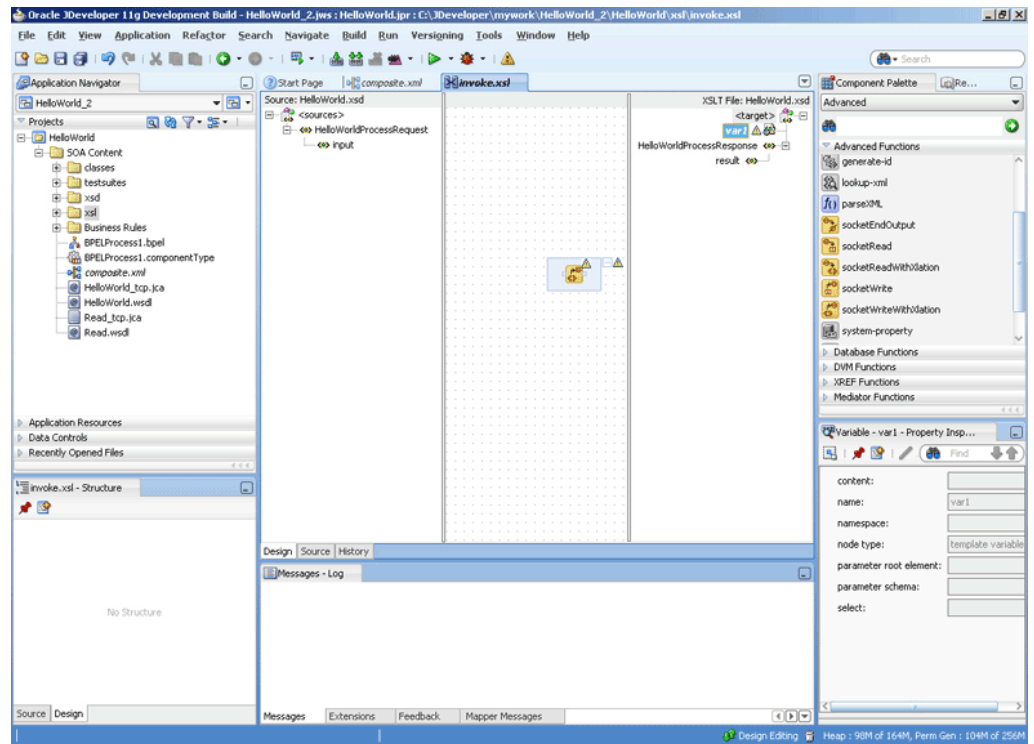 Oracle JDeveloper 11g Development Build - HelloWorld_2.jws : HelloWorld.jpr : C:\JDeveloper\mywork\HelloWorld_2\HelloWorld\xsl\invoke.xsl
File Edit View Application Refactor Search Navigate Build Run Versioning Tools Window Help
Search
Application Navigator
HelloWorld_2
Projects
HelloWorld
SOA Content
classes
testsuites
xsd
xsl
Business Rules
BPELProcess1.bpel
BPELProcess1.componentType
composite.xml
HelloWorld_tcp.jca
HelloWorld.wsdl
Read_tcp.jca
Read.wsdl
Application Resources
Data Controls
Recently Opened Files
invoke.xsl - Structure
No Structure
Source Design
Start Page composite.xml invoke.xsl
Source: HelloWorld.xsd
<sources>
HelloWorldProcessRequest
input
XSLT File: HelloWorld.xsd
<target>
var1
HelloWorldProcessResponse
result
Design Source History
Messages - Log
Messages Extensions Feedback Mapper Messages
Component Palette Re...
Advanced
Advanced Functions
generate-id
lookup-xml
parseXML
socketEndOutput
socketRead
socketReadWithXlation
socketWrite
socketWriteWithXlation
system-property
Database Functions
DVM Functions
XREF Functions
Mediator Functions
Variable - var1 - Property Insp...
Find
content:
name: var1
namespace:
node type: template variable
parameter root element:
parameter schema:
select:
Design Editing Heap : 98M of 164M, Perm Gen : 104M of 256M